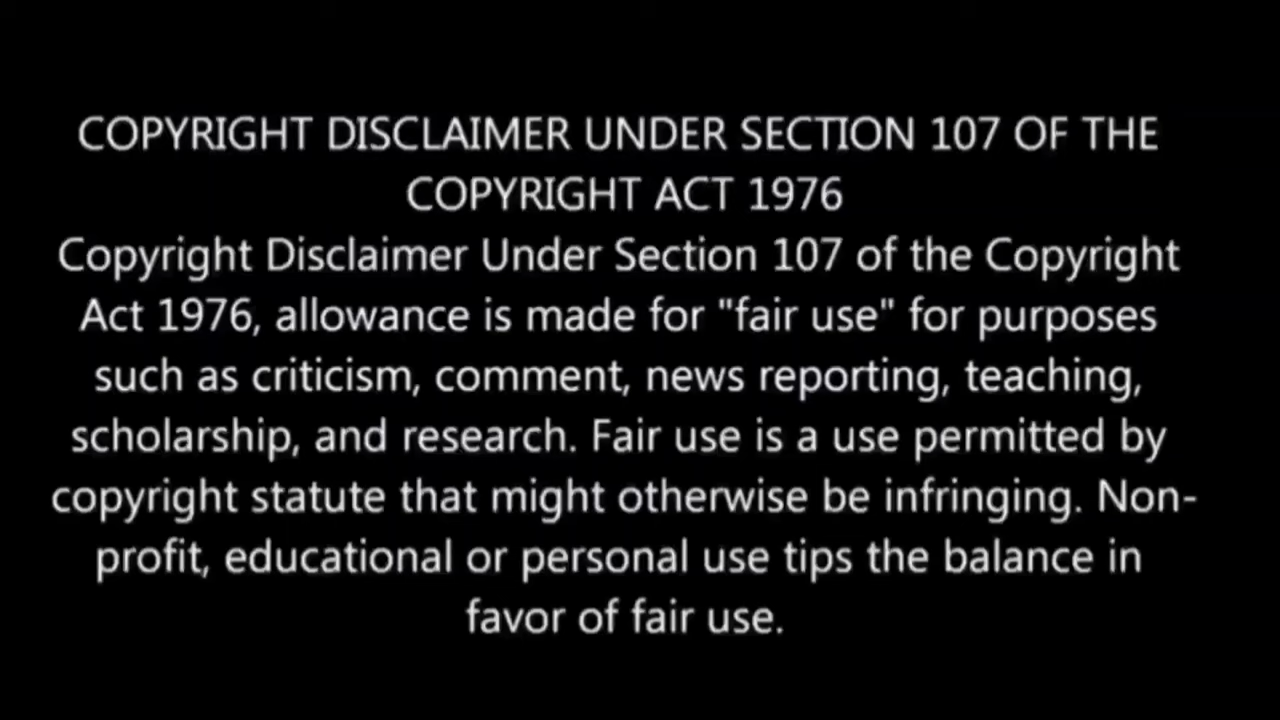 COPYRIGHT DISCLAIMER UNDER SECTION 107 OF THE
COPYRIGHT ACT 1976
Copyright Disclaimer Under Section 107 of the Copyright
Act 1976, allowance is made for "fair use" for purposes
such as criticism, comment, news reporting, teaching,
scholarship, and research. Fair use is a use permitted by
copyright statute that might otherwise be infringing. Non-
profit, educational or personal use tips the balance in
favor of fair use.